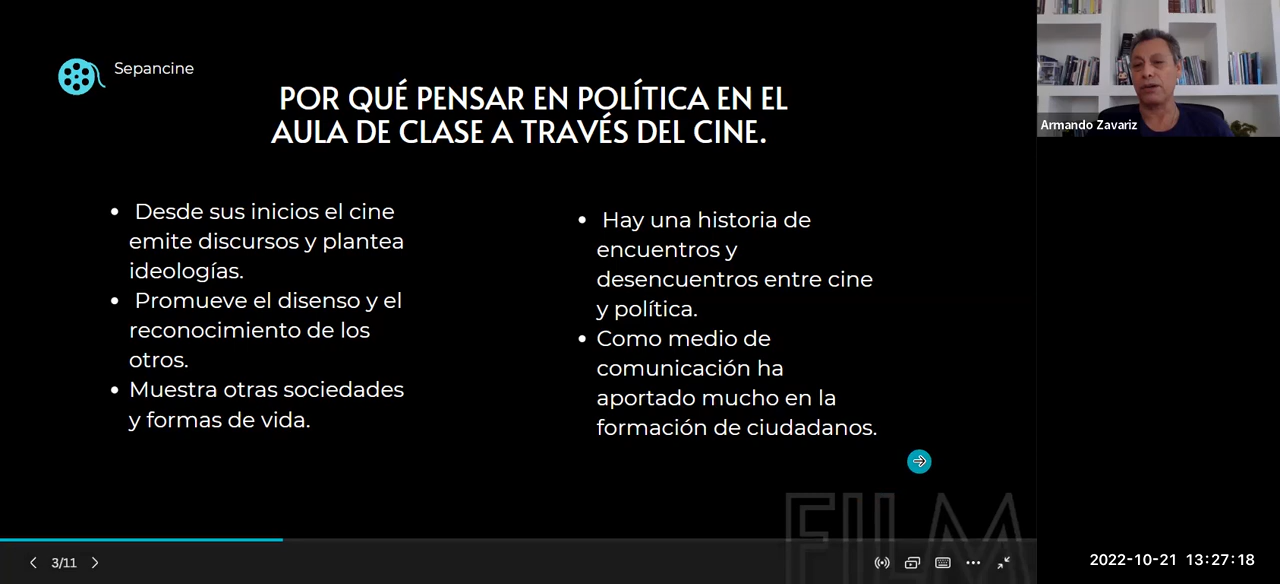 Sepancine
POR QUÉ PENSAR EN POLÍTICA EN EL
AULA DE CLASE A TRAVÉS DEL CINE.
• Desde sus inicios el cine
emite discursos y plantea
ideologías.
• Promueve el disenso y el
reconocimiento de los
otros.
• Muestra otras sociedades
y formas de vida.
• Hay una historia de
encuentros y
desencuentros entre cine
y política.
• Como medio de
comunicación ha
aportado mucho en la
formación de ciudadanos.
FILM
3/11
Armando Zavariz
2022-10-21 13:27:18